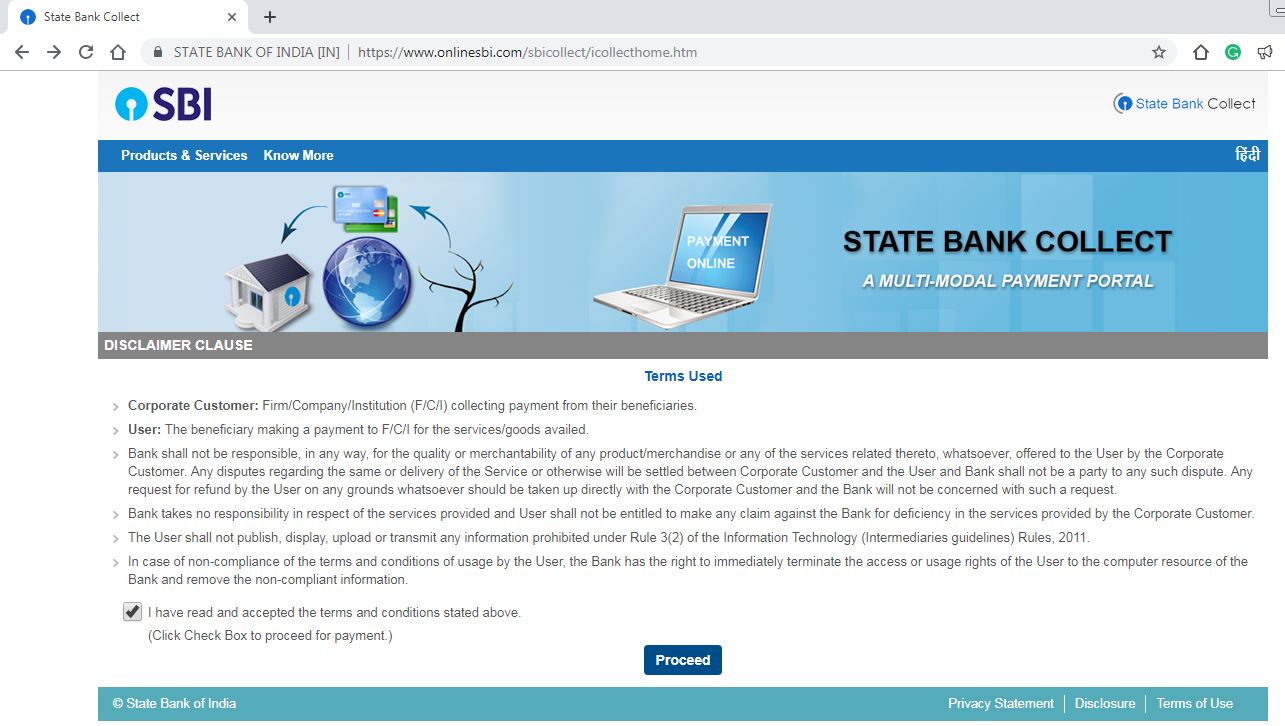 State Bank Collect
STATE BANK OF INDIA [IN] https://www.onlinesbi.com/sbicollect/icollecthome.htm
SBI
State Bank Collect
Products & Services Know More हिंदी
SBI
PAYMENT
ONLINE
STATE BANK COLLECT
A MULTI-MODAL PAYMENT PORTAL
DISCLAIMER CLAUSE
Terms Used
Corporate Customer: Firm/Company/Institution (F/C/I) collecting payment from their beneficiaries.
User: The beneficiary making a payment to F/C/I for the services/goods availed.
Bank shall not be responsible, in any way, for the quality or merchantability of any product/merchandise or any of the services related thereto, whatsoever, offered to the User by the Corporate
Customer. Any disputes regarding the same or delivery of the Service or otherwise will be settled between Corporate Customer and the User and Bank shall not be a party to any such dispute. Any
request for refund by the User on any grounds whatsoever should be taken up directly with the Corporate Customer and the Bank will not be concerned with such a request.
Bank takes no responsibility in respect of the services provided and User shall not be entitled to make any claim against the Bank for deficiency in the services provided by the Corporate Customer.
The User shall not publish, display, upload or transmit any information prohibited under Rule 3(2) of the Information Technology (Intermediaries guidelines) Rules, 2011.
In case of non-compliance of the terms and conditions of usage by the User, the Bank has the right to immediately terminate the access or usage rights of the User to the computer resource of the
Bank and remove the non-compliant information.
I have read and accepted the terms and conditions stated above.
(Click Check Box to proceed for payment.)
Proceed
© State Bank of India Privacy Statement Disclosure Terms of Use